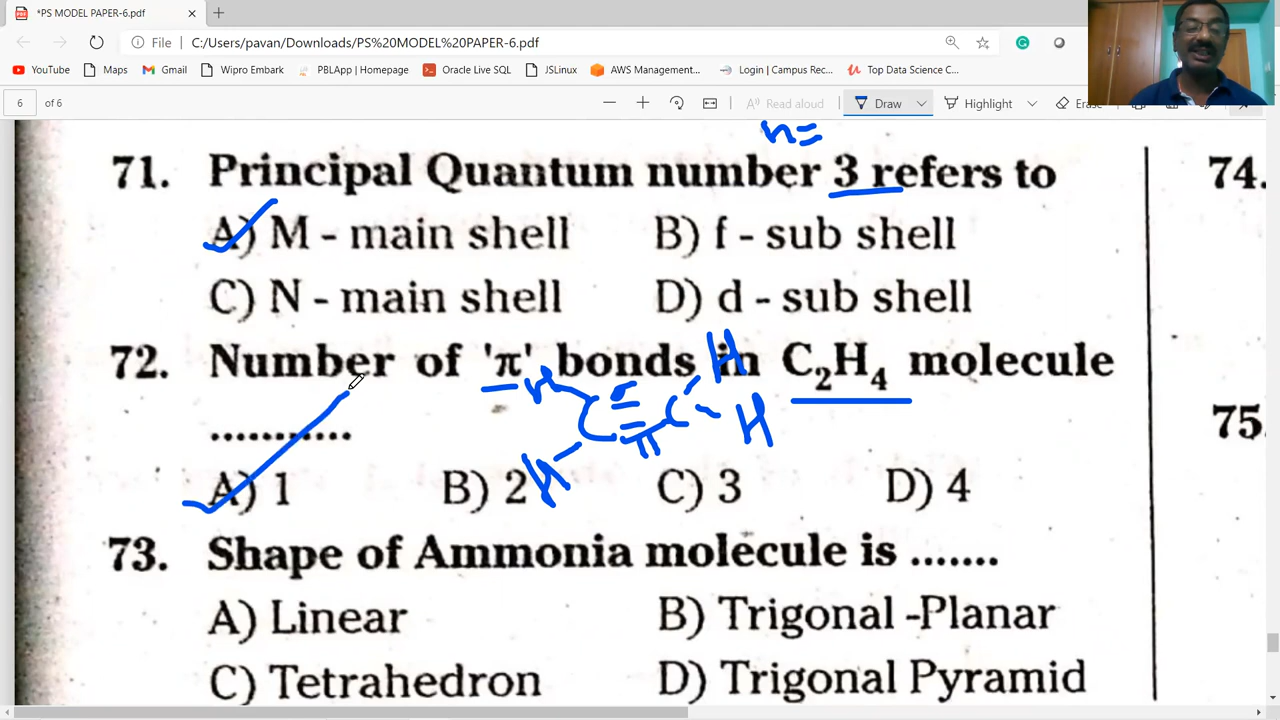 *PS MODEL PAPER-6.pdf
File C:/Users/pavan/Downloads/PS%20MODEL%20PAPER-6.pdf
YouTube Maps Gmail Wipro Embark PBLApp | Homepage Oracle Live SQL JSLinux AWS Management... Login | Campus Rec... Top Data Science C...
6 of 6 Read aloud Draw Highlight Erase
n=
71. Principal Quantum number 3 refers to
A) M - main shell B) f - sub shell
C) N - main shell D) d - sub shell
72. Number of 'π' bonds in C₂H₄ molecule
...........
A) 1 B) 2 C) 3 D) 4
H H
C σ C
π
H H
73. Shape of Ammonia molecule is .......
A) Linear B) Trigonal -Planar
C) Tetrahedron D) Trigonal Pyramid
74.
75